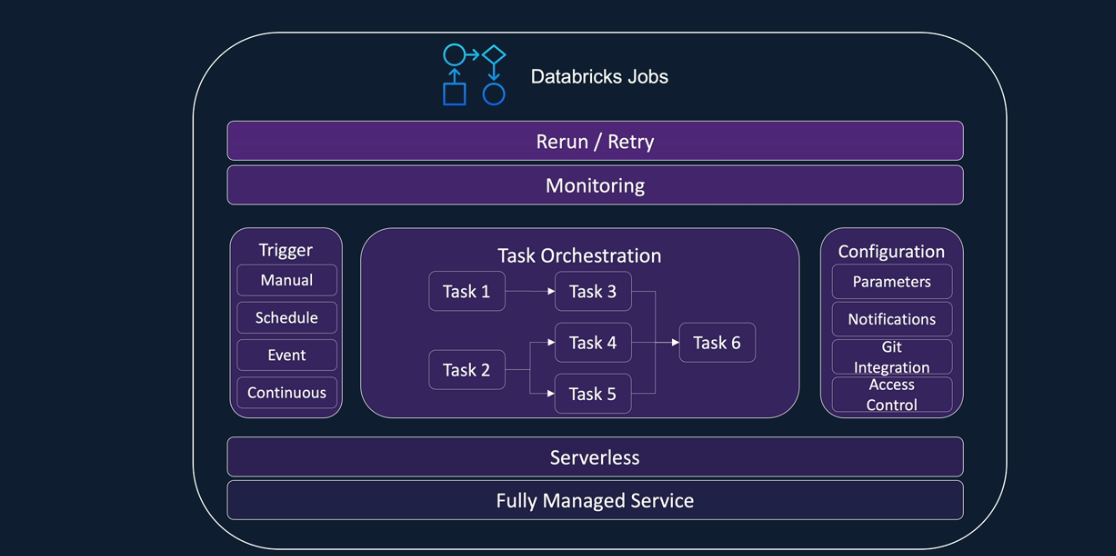 Databricks Jobs
Rerun / Retry
Monitoring
Trigger
Manual
Schedule
Event
Continuous
Task Orchestration
Task 1
Task 3
Task 4
Task 6
Task 2
Task 5
Configuration
Parameters
Notifications
Git
Integration
Access
Control
Serverless
Fully Managed Service